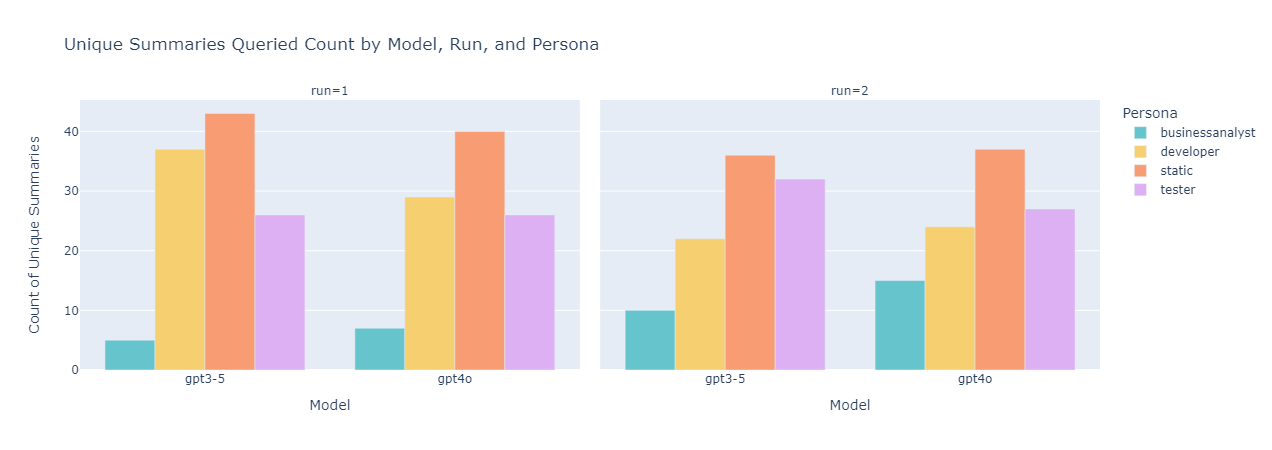 Unique Summaries Queried Count by Model, Run, and Persona
run=1
run=2
Persona
businessanalyst
developer
static
tester
Count of Unique Summaries
40
30
20
10
0
gpt3-5
gpt4o
gpt3-5
gpt4o
Model
Model